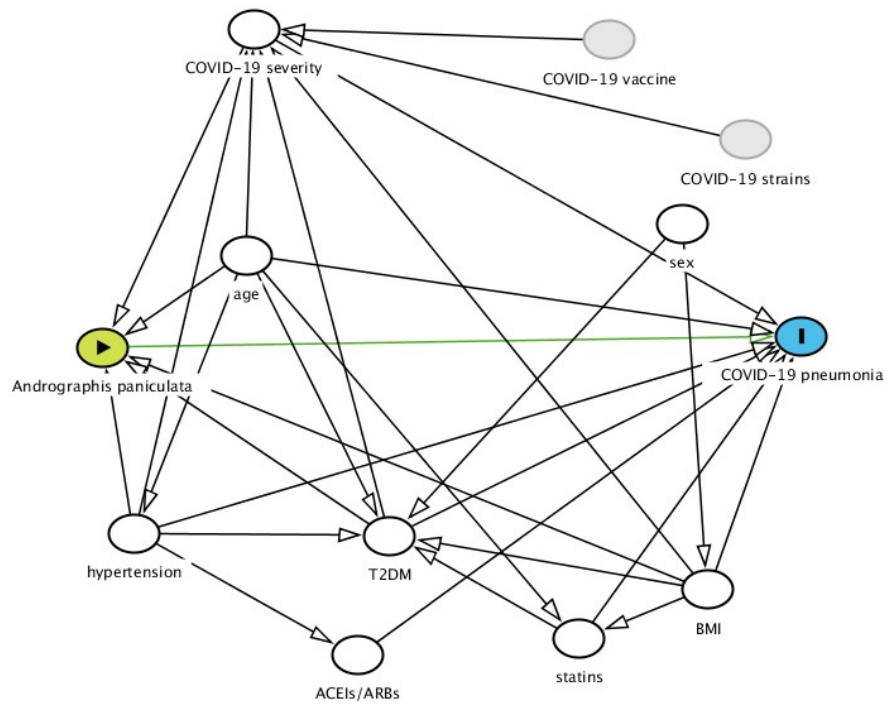 COVID-19 severity
COVID-19 vaccine
COVID-19 strains
sex
age
Andrographis paniculata
COVID-19 pneumonia
hypertension
T2DM
BMI
statins
ACEIs/ARBs